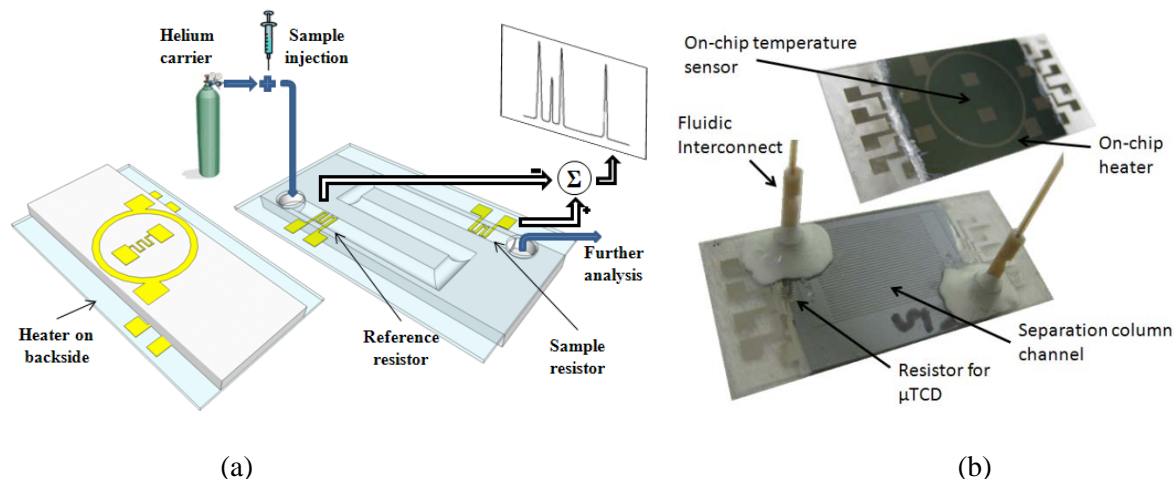 Helium
carrier
Sample
injection
-
Σ
+
Further
analysis
Heater on
backside
Reference
resistor
Sample
resistor
(a)
On-chip temperature
sensor
Fluidic
Interconnect
On-chip
heater
Separation column
channel
Resistor for
μTCD
(b)